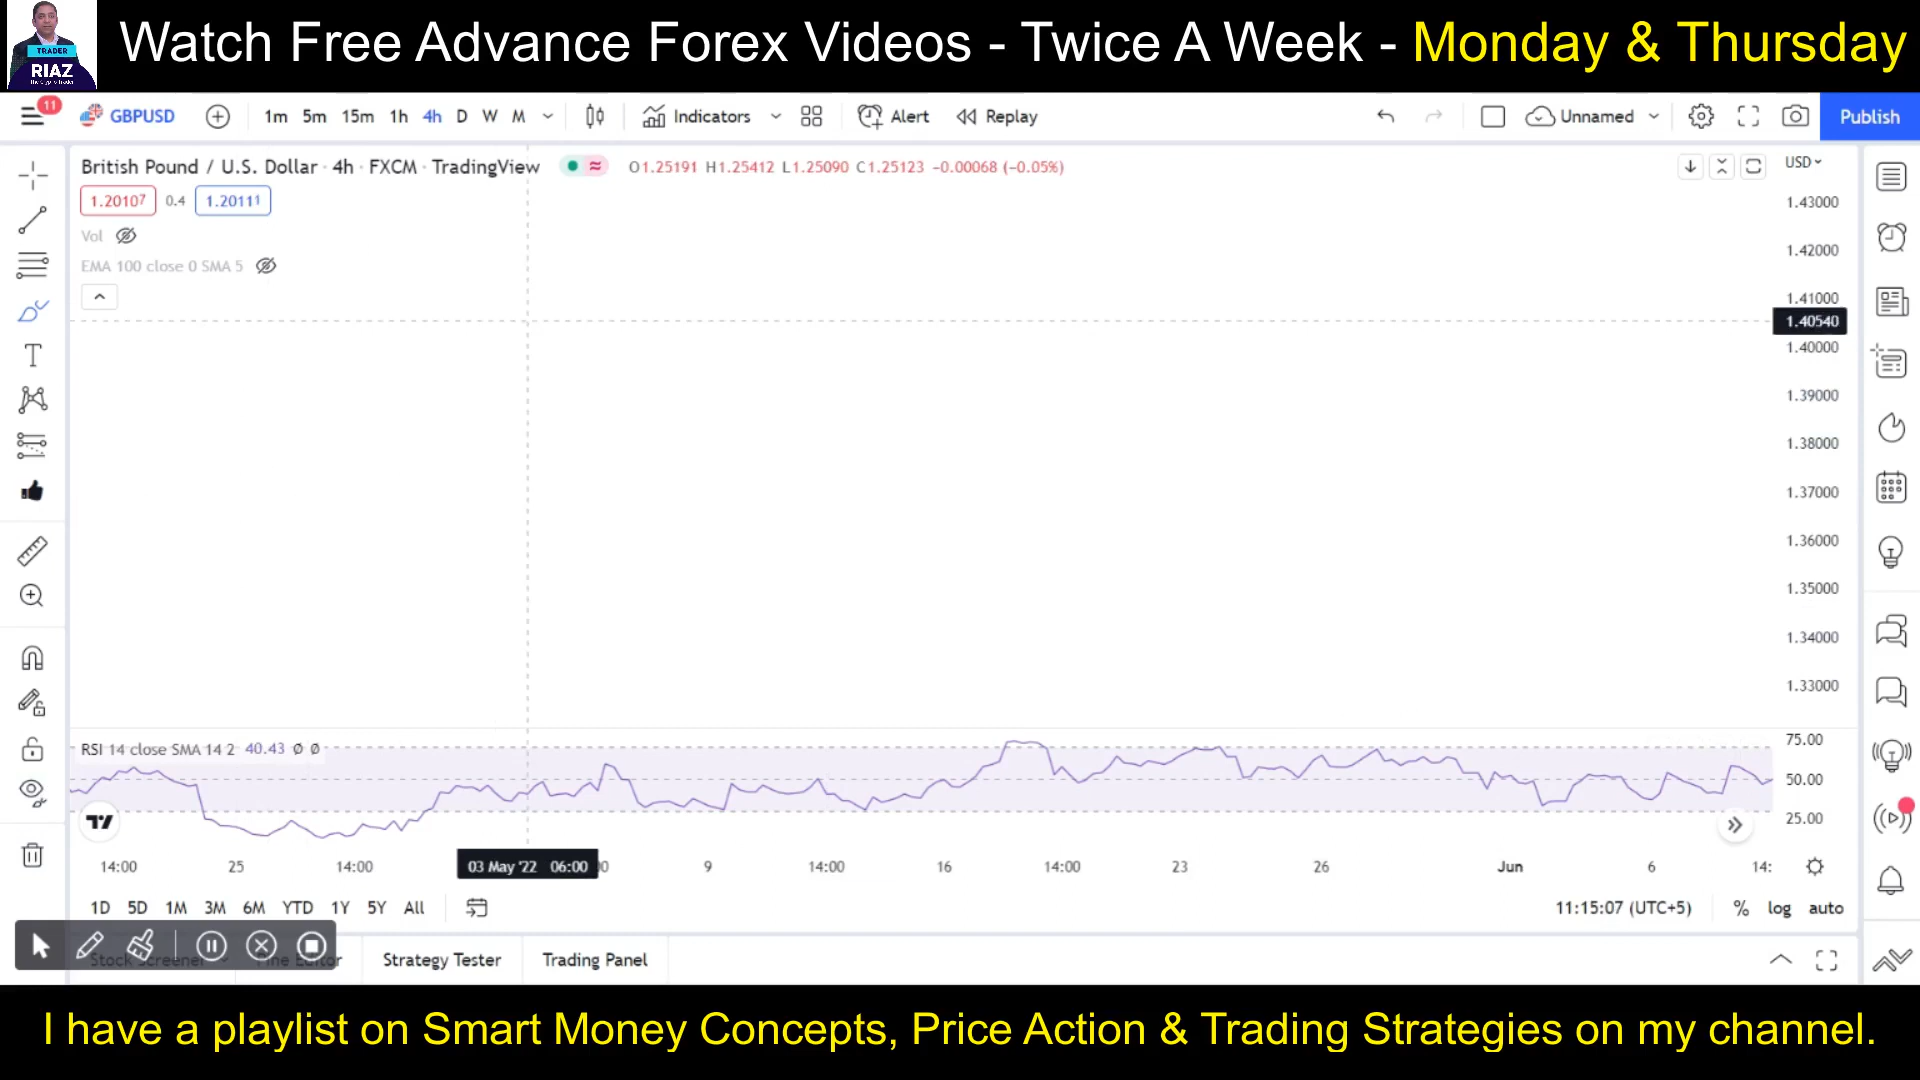 Watch Free Advance Forex Videos - Twice A Week - Monday & Thursday
TRADER
RIAZ
11
GBPUSD
1m 5m 15m 1h 4h D W M
Indicators
Alert
Replay
Unnamed
Publish
British Pound / U.S. Dollar · 4h · FXCM · TradingView
O1.25191 H1.25412 L1.25090 C1.25123 −0.00068 (−0.05%)
USD
1.20107 0.4 1.20111
Vol
EMA 100 close 0 SMA 5
1.43000
1.42000
1.41000
1.40540
1.40000
1.39000
1.38000
1.37000
1.36000
1.35000
1.34000
1.33000
RSI 14 close SMA 14 2 40.43 Ø Ø
75.00
50.00
25.00
14:00 25 14:00 03 May '22 06:00 9 14:00 16 14:00 23 26 Jun 6 14:
1D 5D 1M 3M 6M YTD 1Y 5Y All
11:15:07 (UTC+5) % log auto
Stock Screener Pine Editor Strategy Tester Trading Panel
I have a playlist on Smart Money Concepts, Price Action & Trading Strategies on my channel.